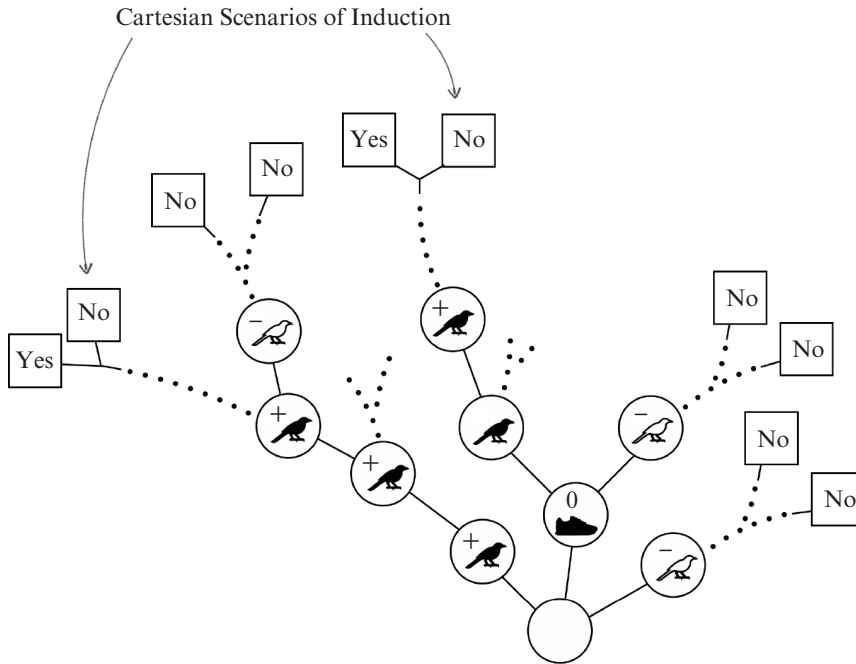 Cartesian Scenarios of Induction
Yes
No
No
No
No
Yes
No
No
No
No
−
+
−
+
+
0
+
−